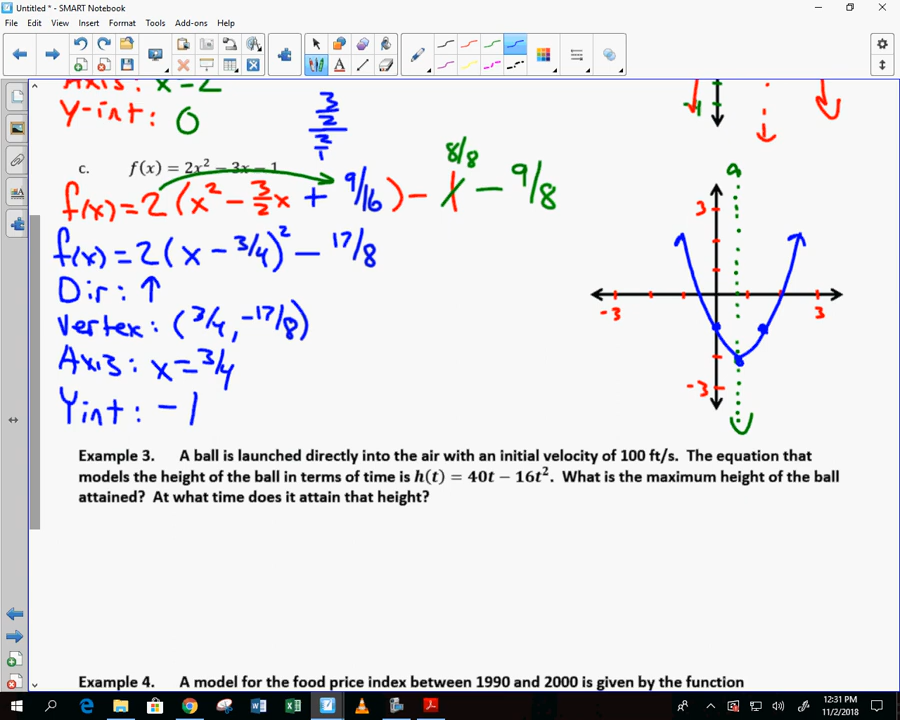 Untitled * - SMART Notebook
File Edit View Insert Format Tools Add-ons Help
Axis: x=2
Y-int: 0
3/2
2/1
-4
c. f(x) = 2x² − 3x − 1
8/8
f(x) = 2(x² − 3/2x + 9/16) − 1 − 9/8
f(x) = 2(x − 3/4)² − 17/8
Dir: ↑
Vertex: (3/4, -17/8)
Axis: x = 3/4
Yint: -1
3
-3 3
-3
Example 3. A ball is launched directly into the air with an initial velocity of 100 ft/s. The equation that
models the height of the ball in terms of time is h(t) = 40t − 16t². What is the maximum height of the ball
attained? At what time does it attain that height?
Example 4. A model for the food price index between 1990 and 2000 is given by the function
12:31 PM
11/2/2018